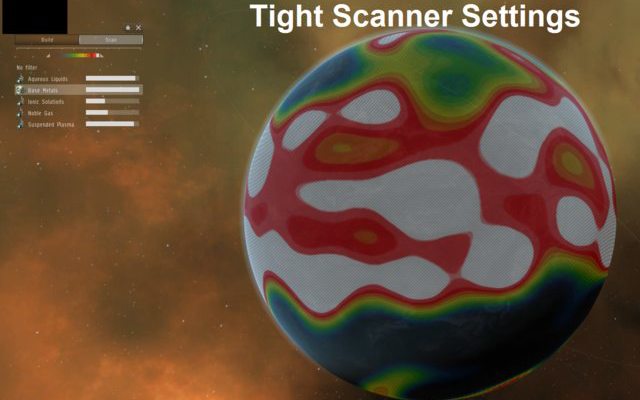 Tight Scanner Settings
Build
Scan
No filter
Aqueous Liquids
Base Metals
Ionic Solutions
Noble Gas
Suspended Plasma